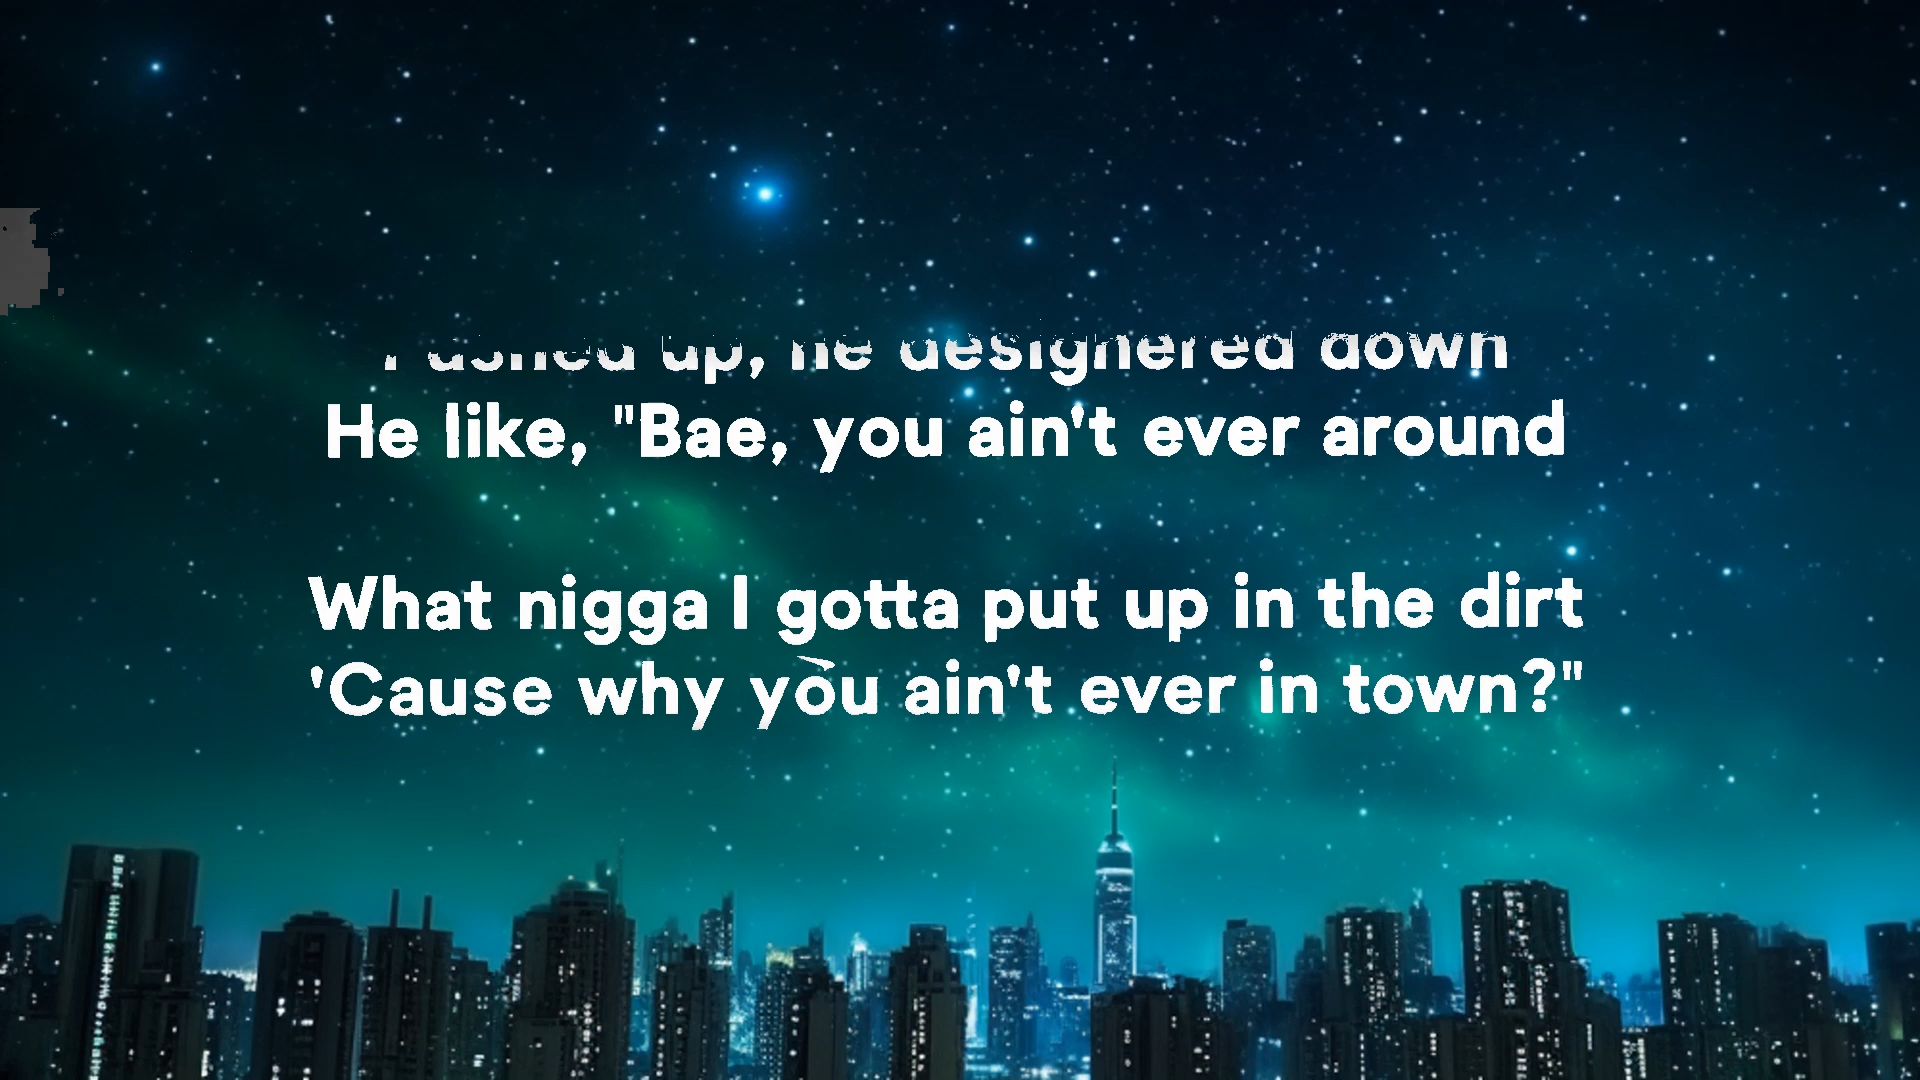 up, he designered down
He like, "Bae, you ain't ever around
What nigga I gotta put up in the dirt
'Cause why you ain't ever in town?"